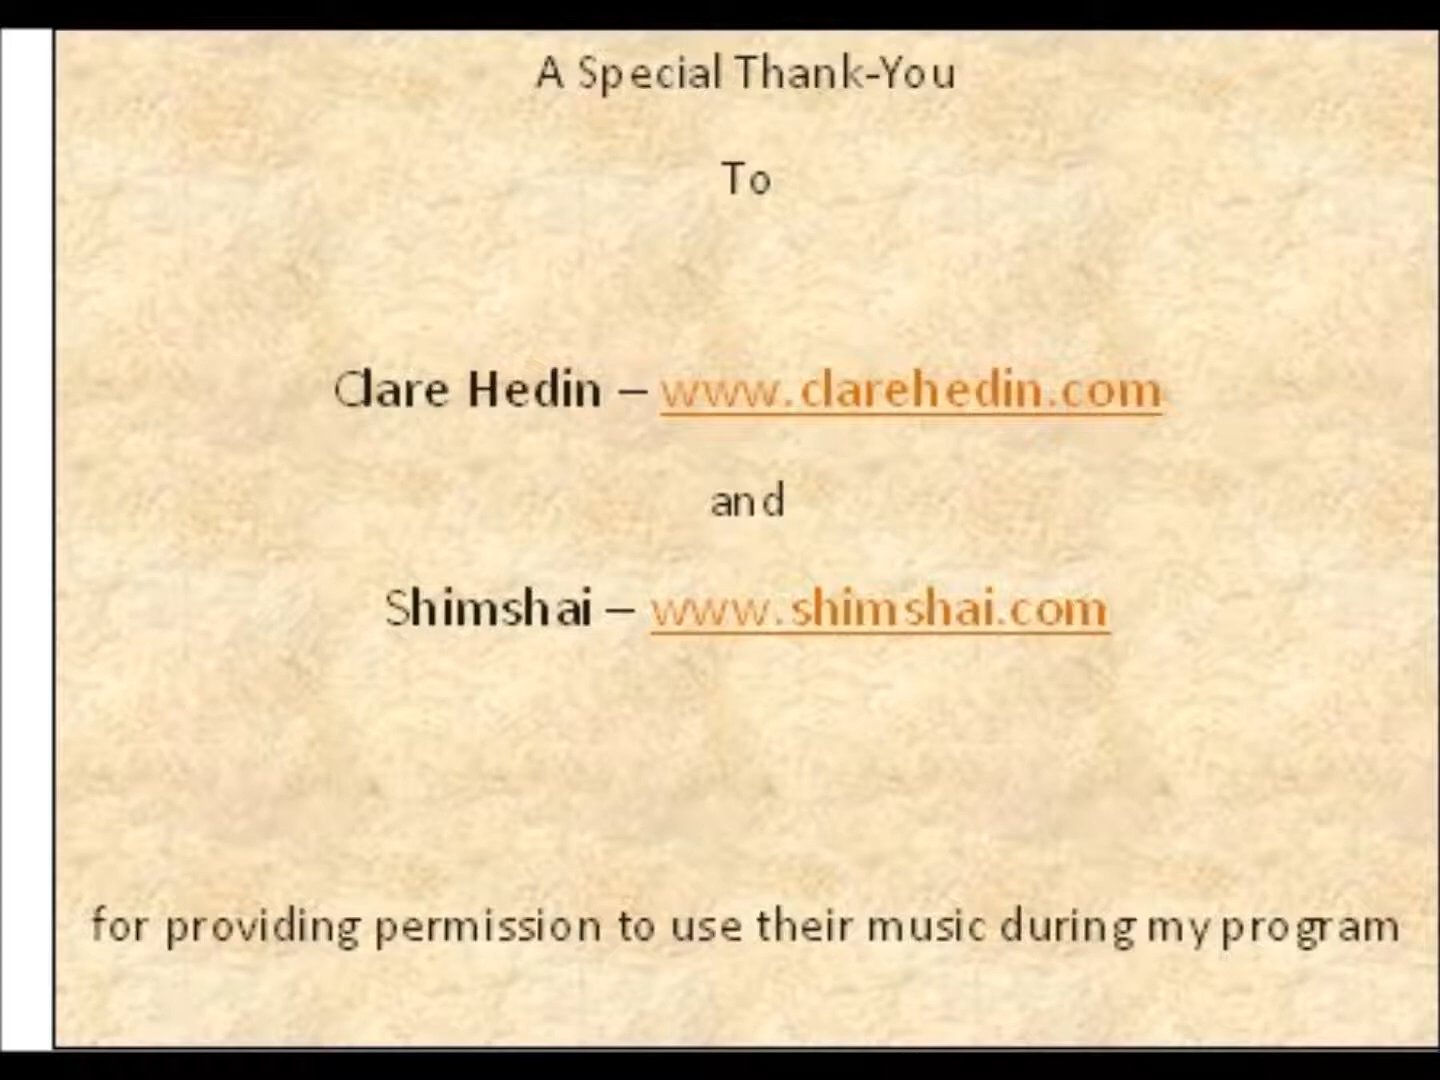 A Special Thank-You
To
Clare Hedin – www.clarehedin.com
and
Shimshai – www.shimshai.com
for providing permission to use their music during my program